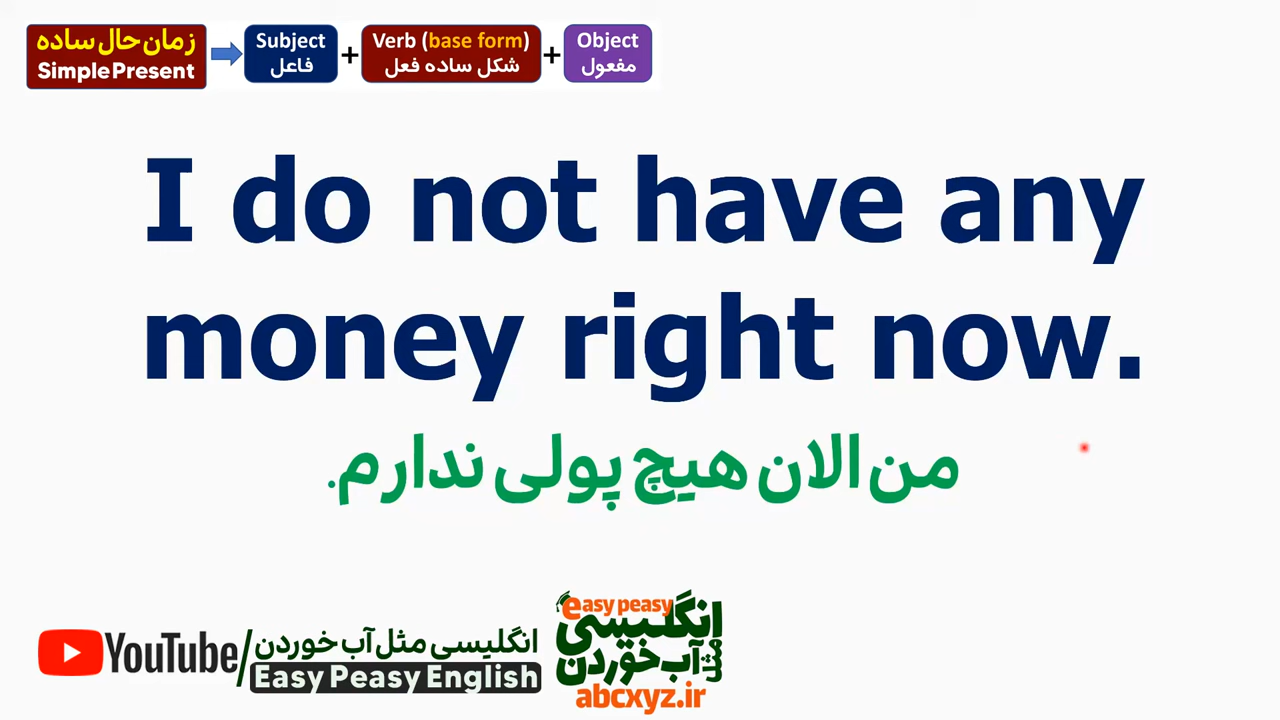 زمان حال ساده
Simple Present
Subject
فاعل
+
Verb (base form)
شکل ساده فعل
+
Object
مفعول
I do not have any
money right now.
من الان هیچ پولی ندارم.
YouTube/انگلیسی مثل آب خوردن
Easy Peasy English
easy peasy
انگلیسی
مثل
آب خوردن
abcxyz.ir